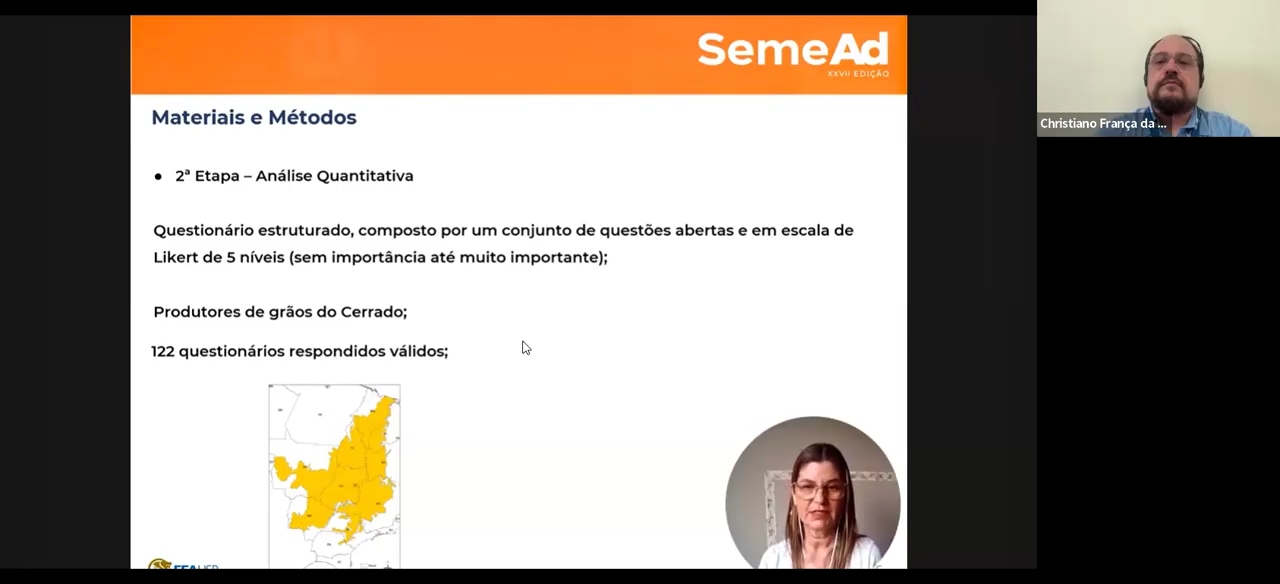 SemeAd
XXVII EDIÇÃO
Materiais e Métodos
● 2ª Etapa – Análise Quantitativa
Questionário estruturado, composto por um conjunto de questões abertas e em escala de
Likert de 5 níveis (sem importância até muito importante);
Produtores de grãos do Cerrado;
122 questionários respondidos válidos;
Christiano França da ...